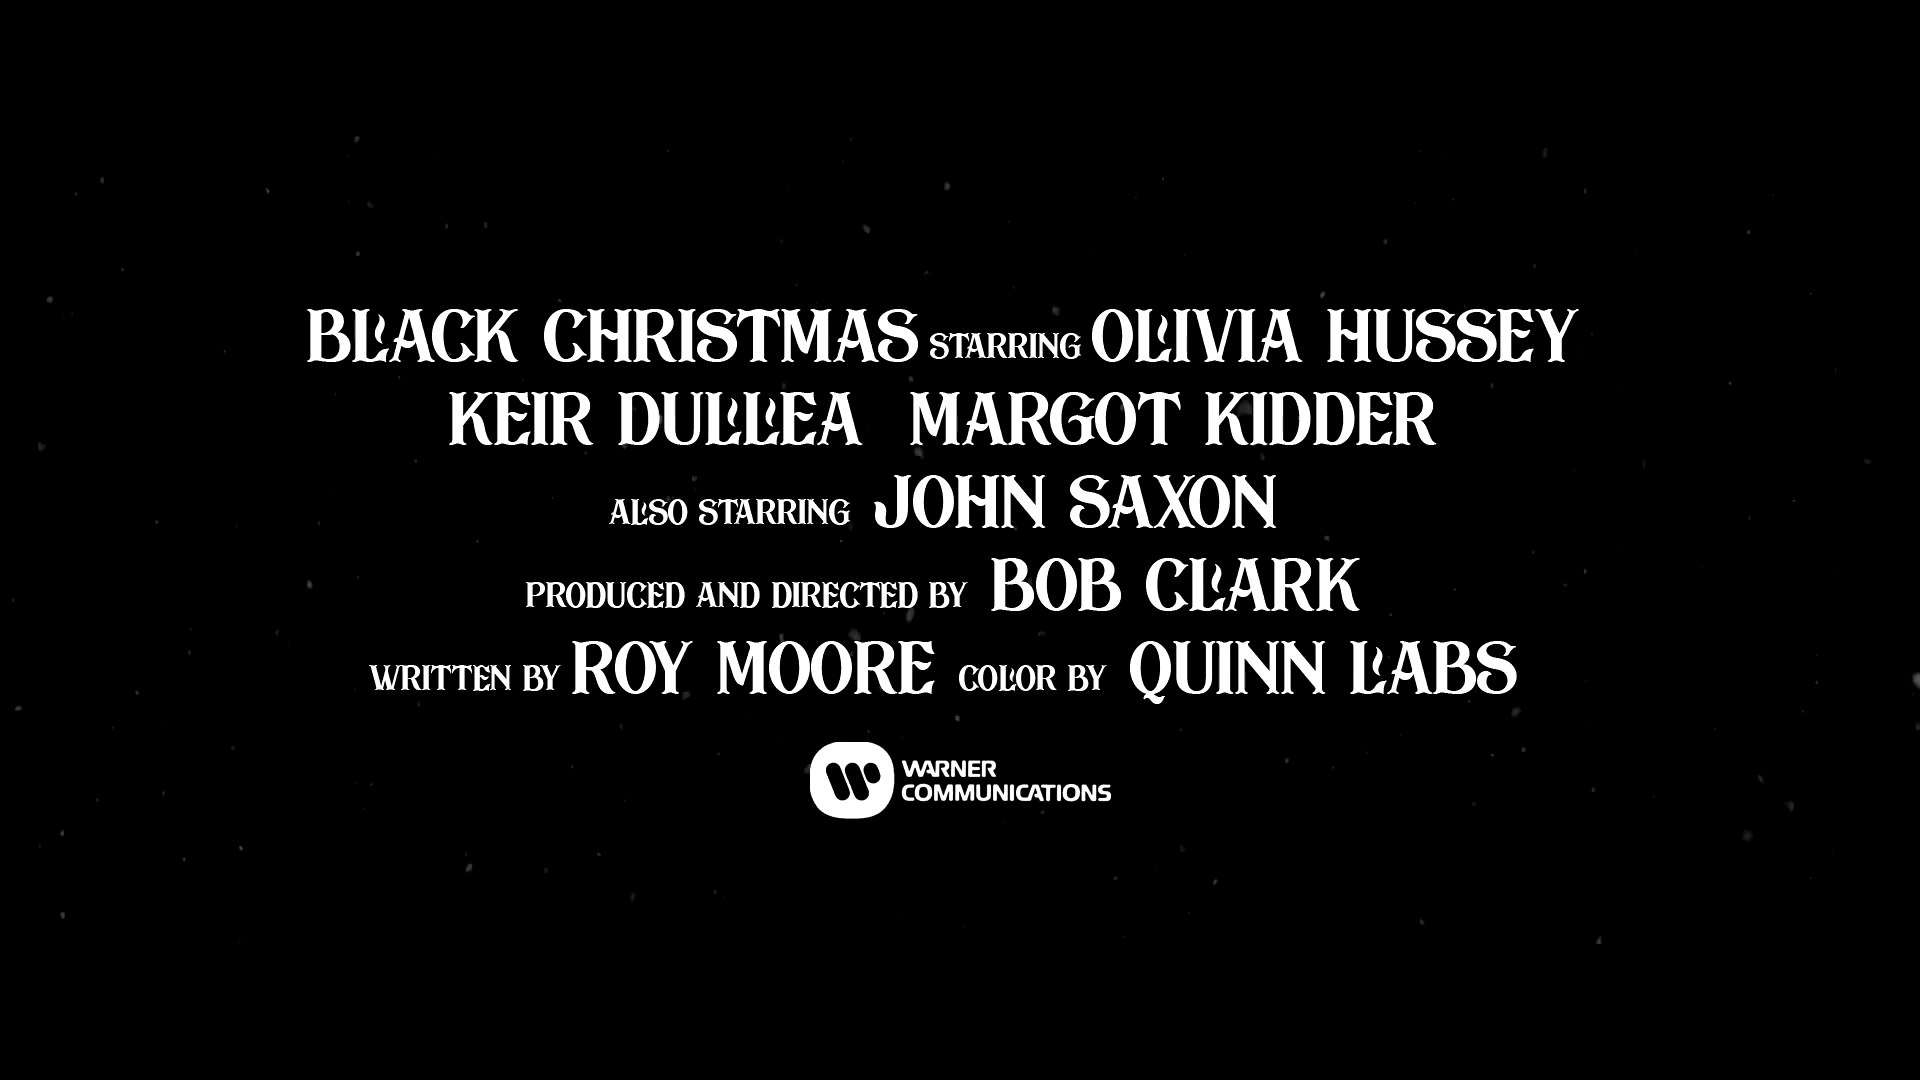 BLACK CHRISTMAS STARRING OLIVIA HUSSEY
KEIR DULLEA MARGOT KIDDER
ALSO STARRING JOHN SAXON
PRODUCED AND DIRECTED BY BOB CLARK
WRITTEN BY ROY MOORE COLOR BY QUINN LABS
WARNER
COMMUNICATIONS